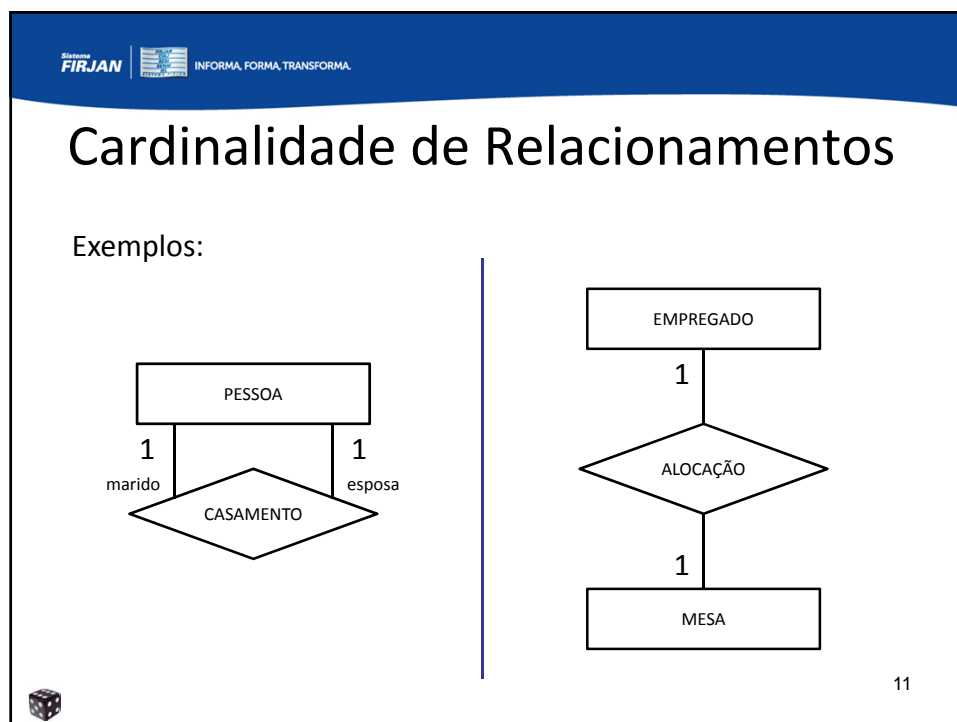 Sistema
FIRJAN
INFORMA, FORMA, TRANSFORMA.
Cardinalidade de Relacionamentos
Exemplos:
PESSOA
1 1
marido esposa
CASAMENTO
EMPREGADO
1
ALOCAÇÃO
1
MESA
11